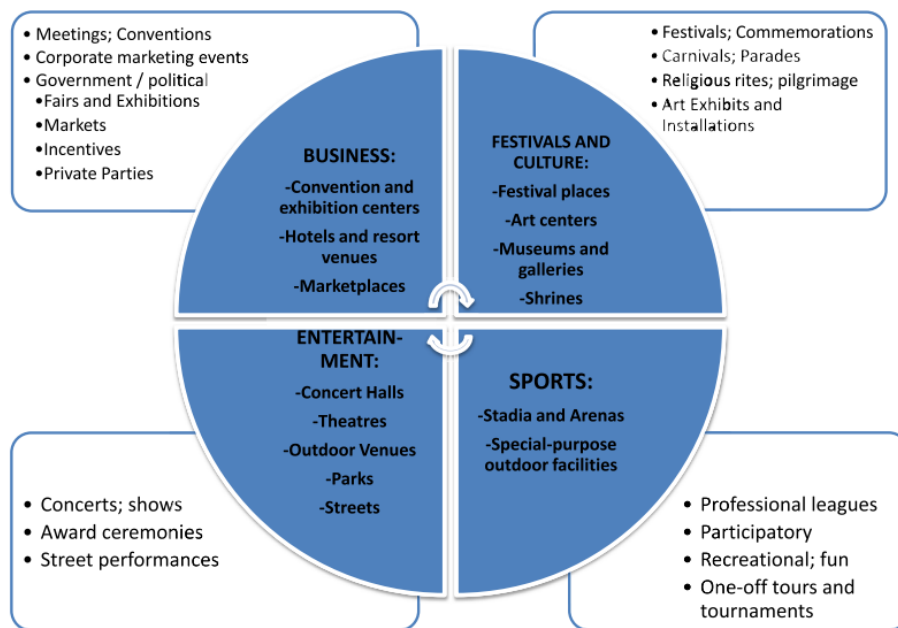 • Meetings; Conventions
• Corporate marketing events
• Government / political
•Fairs and Exhibitions
•Markets
•Incentives
•Private Parties
• Festivals; Commemorations
• Carnivals; Parades
• Religious rites; pilgrimage
• Art Exhibits and
Installations
BUSINESS:
-Convention and
exhibition centers
-Hotels and resort
venues
-Marketplaces
FESTIVALS AND
CULTURE:
-Festival places
-Art centers
-Museums and
galleries
-Shrines
ENTERTAIN-
MENT:
-Concert Halls
-Theatres
-Outdoor Venues
-Parks
-Streets
SPORTS:
-Stadia and Arenas
-Special-purpose
outdoor facilities
• Concerts; shows
• Award ceremonies
• Street performances
• Professional leagues
• Participatory
• Recreational; fun
• One-off tours and
tournaments